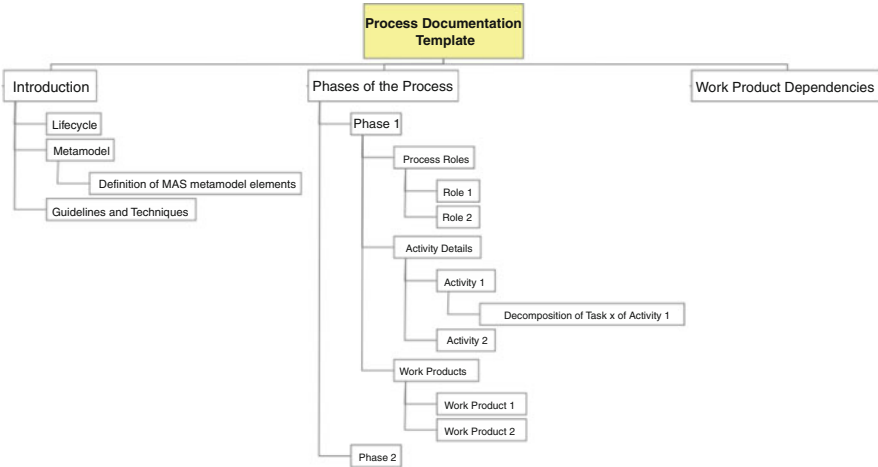 Process Documentation
Template
Introduction
Phases of the Process
Work Product Dependencies
Lifecycle
Metamodel
Definition of MAS metamodel elements
Guidelines and Techniques
Phase 1
Process Roles
Role 1
Role 2
Activity Details
Activity 1
Decomposition of Task x of Activity 1
Activity 2
Work Products
Work Product 1
Work Product 2
Phase 2